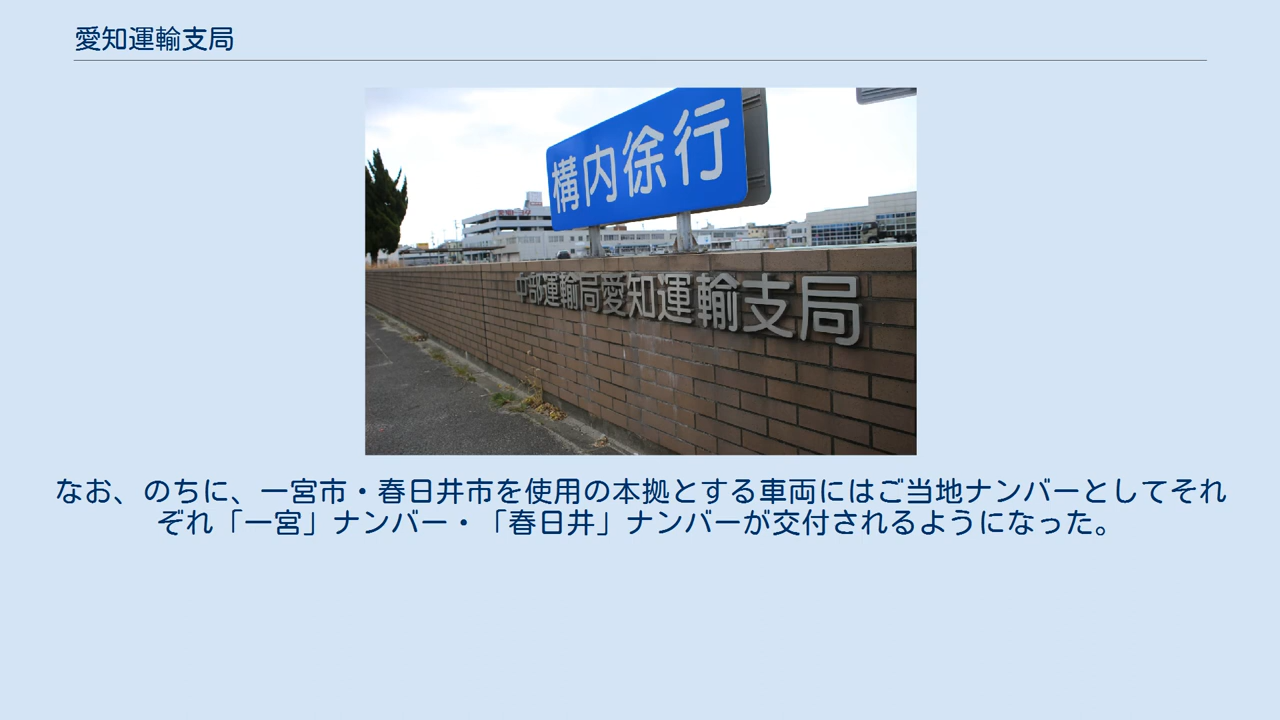 愛知運輸支局
構内徐行
中部運輸局愛知運輸支局
なお、のちに、一宮市・春日井市を使用の本拠とする車両にはご当地ナンバーとしてそれ
ぞれ「一宮」ナンバー・「春日井」ナンバーが交付されるようになった。